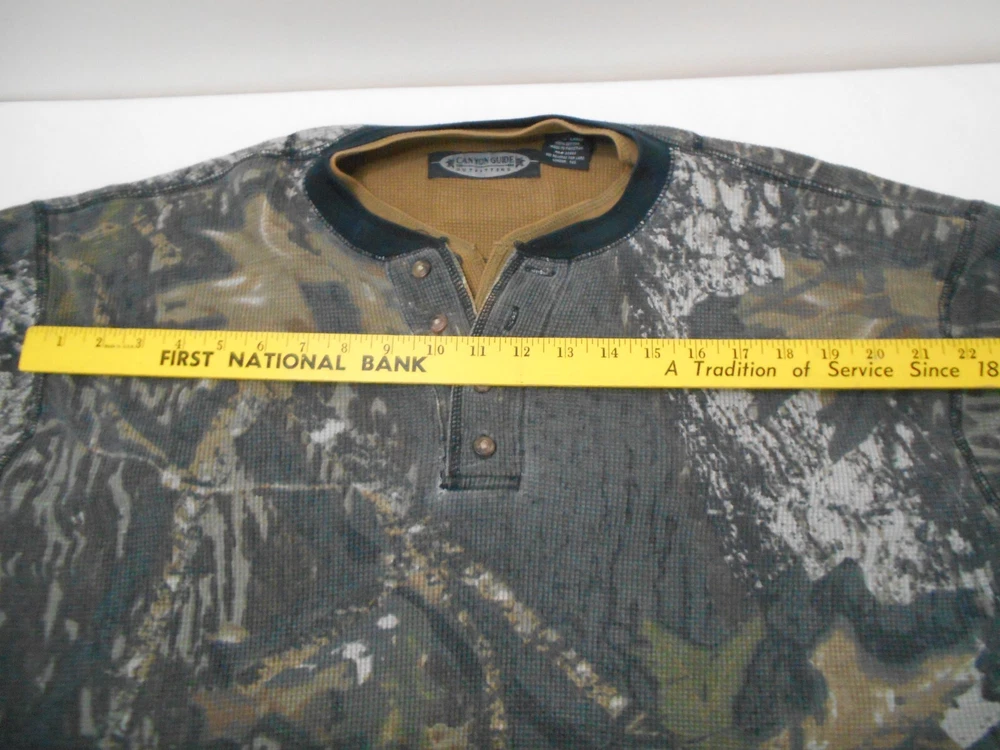 CANYON GUIDE
OUTFITTERS
1 2 3 4 5 6 7 8 9 10 11 12 13 14 15 16 17 18 19 20 21 22
FIRST NATIONAL BANK A Tradition of Service Since 18